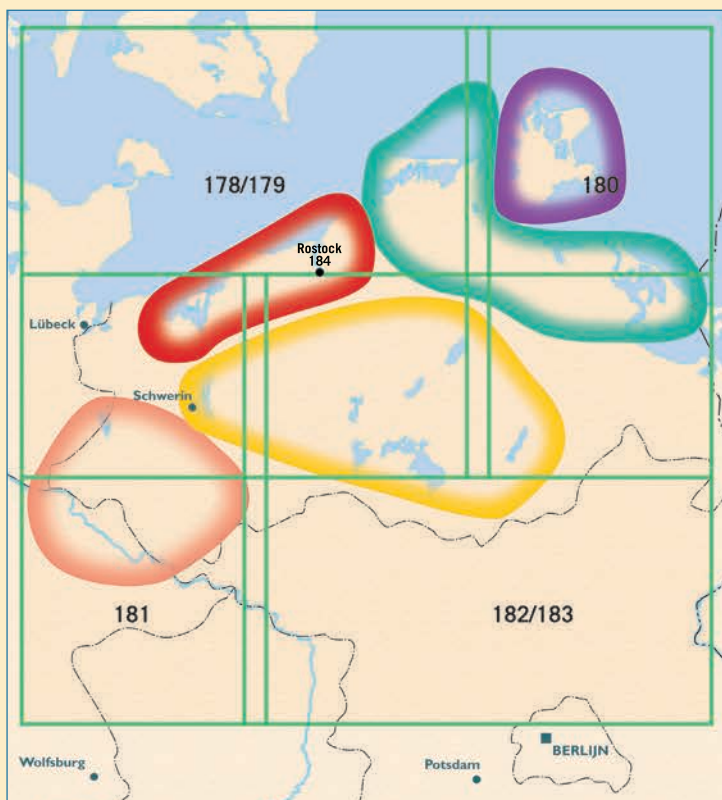 178/179
180
Rostock
184
Lübeck
Schwerin
181
182/183
Wolfsburg
Potsdam
BERLIJN